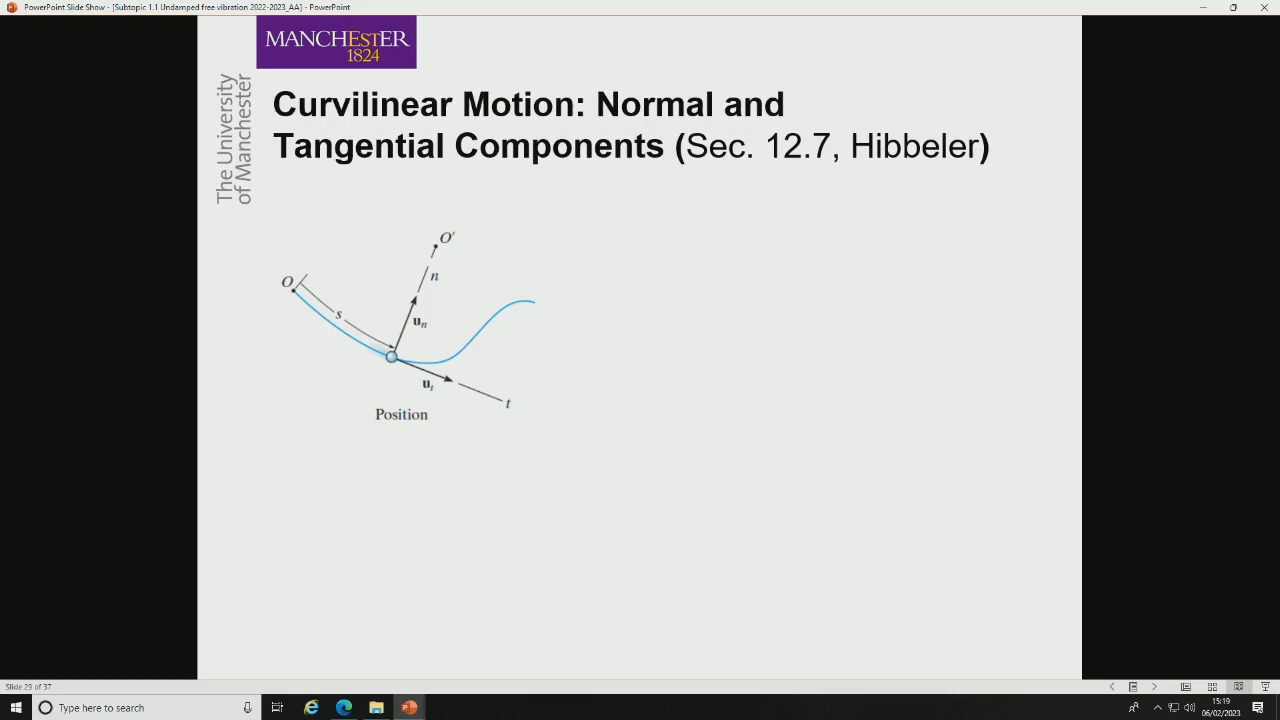 PowerPoint Slide Show - [Subtopic 1.1 Undamped free vibration 2022-2023_AA] - PowerPoint
MANCHESTER
1824
The University
of Manchester
Curvilinear Motion: Normal and
Tangential Components (Sec. 12.7, Hibbeler)
O'
n
O
s
uₙ
uₜ
t
Position
Slide 29 of 37
Type here to search
15:19
06/02/2023